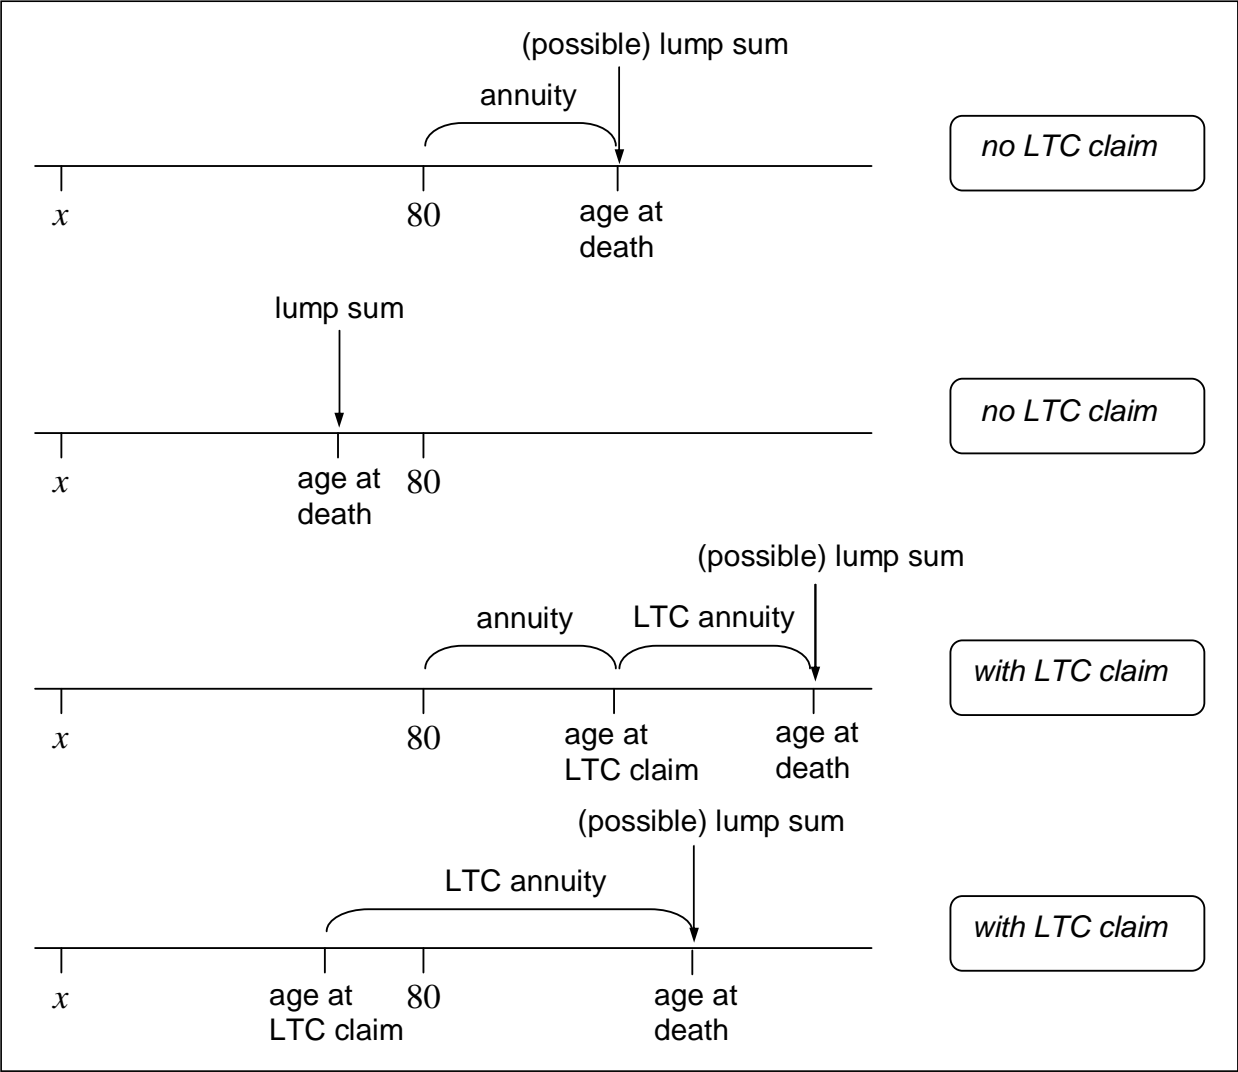 (possible) lump sum
annuity
no LTC claim
x
80
age at
death
lump sum
no LTC claim
x
age at
death
80
(possible) lump sum
annuity
LTC annuity
with LTC claim
x
80
age at
LTC claim
age at
death
(possible) lump sum
LTC annuity
with LTC claim
x
age at
LTC claim
80
age at
death